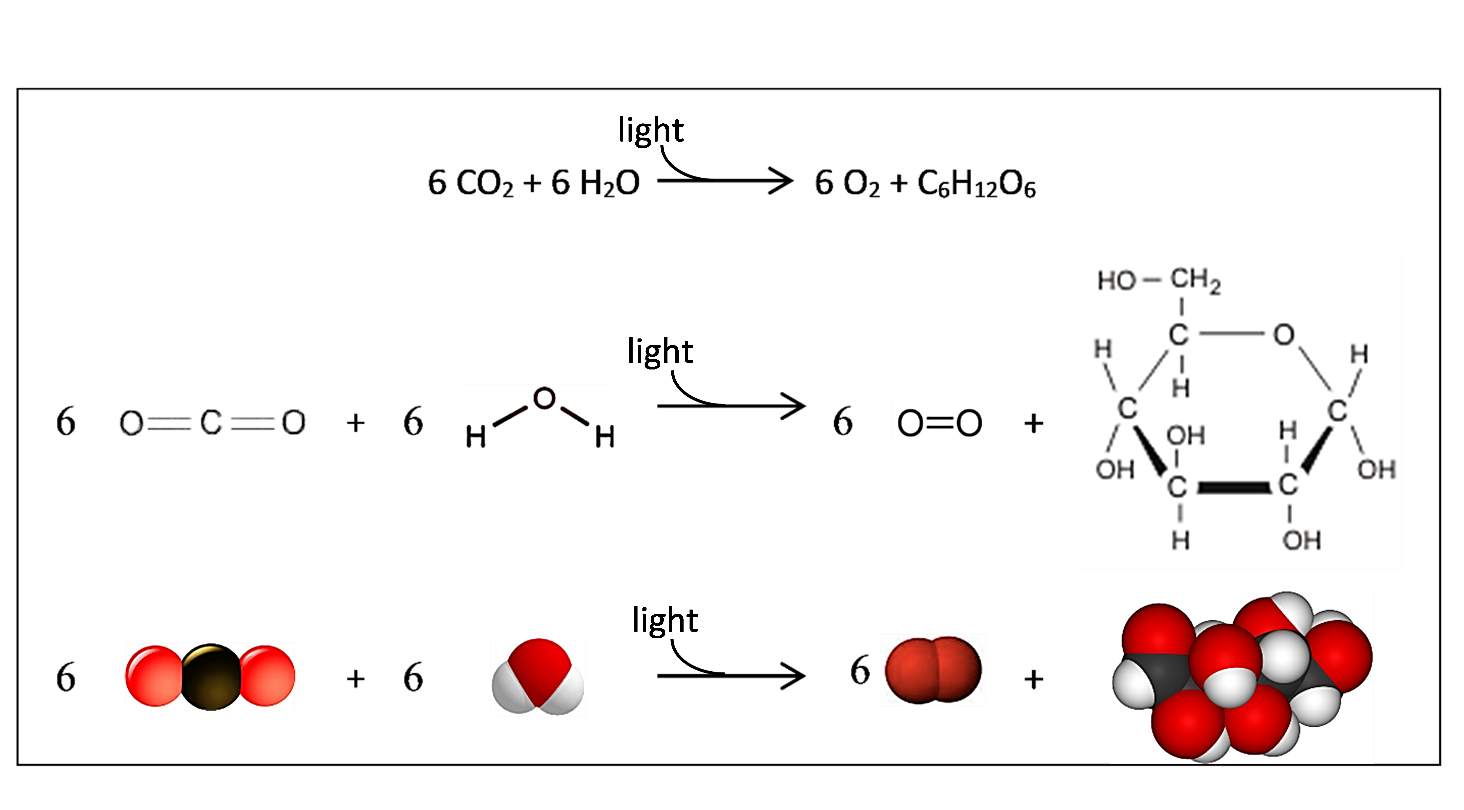 light
6 CO₂ + 6 H₂O → 6 O₂ + C₆H₁₂O₆
HO – CH₂
light
C — O
H H
H
6 O=C=O + 6 H O H → 6 O=O + C C
OH H
OH OH
C C
H OH
light
6 + 6 → 6 +